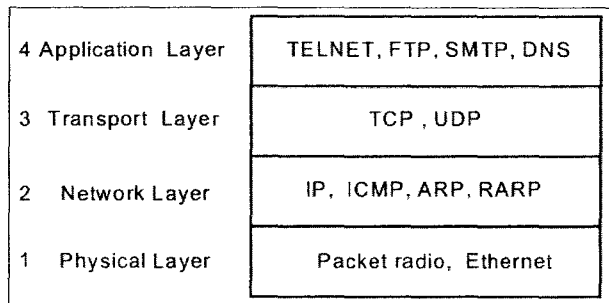 4 Application Layer TELNET, FTP, SMTP, DNS
3 Transport Layer TCP , UDP
2 Network Layer IP, ICMP, ARP, RARP
1 Physical Layer Packet radio, Ethernet